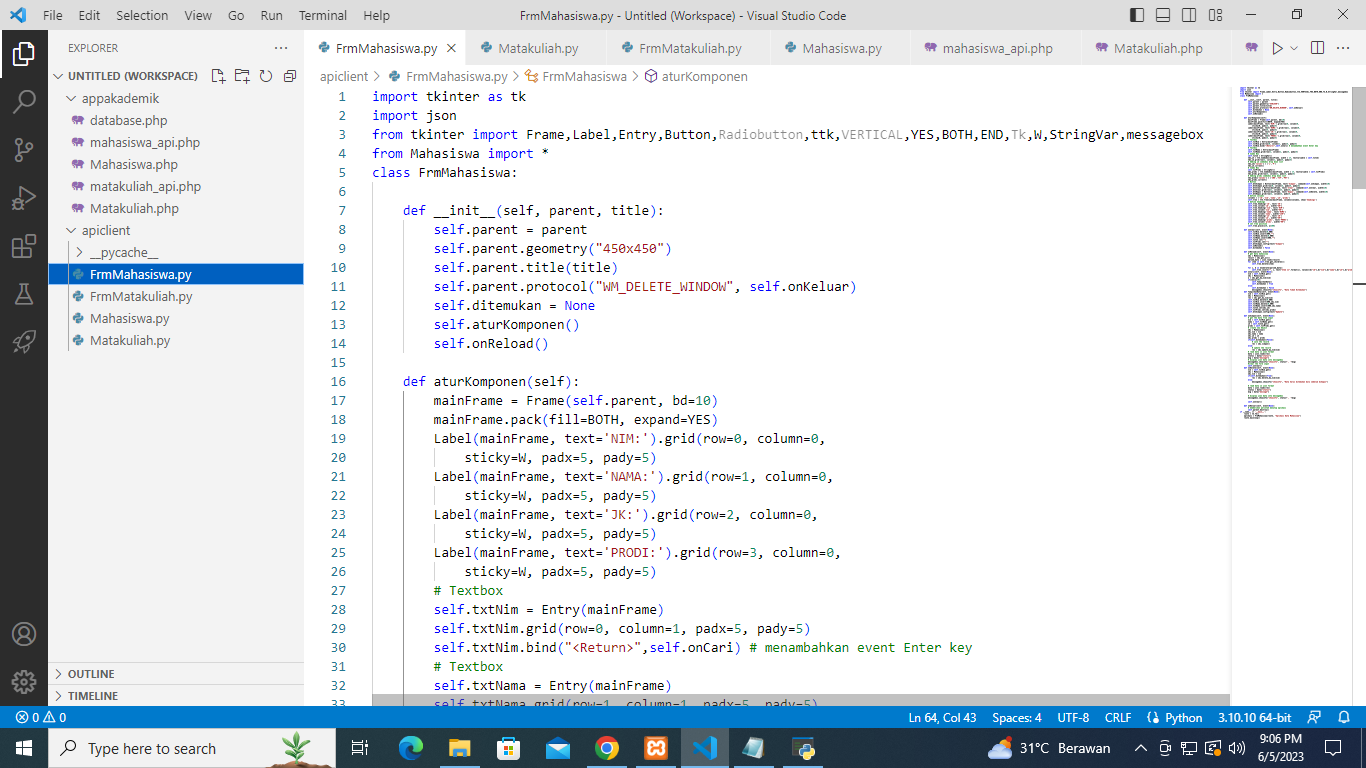 File Edit Selection View Go Run Terminal Help
FrmMahasiswa.py - Untitled (Workspace) - Visual Studio Code
EXPLORER
FrmMahasiswa.py Matakuliah.py FrmMatakuliah.py Mahasiswa.py mahasiswa_api.php Matakuliah.php
apiclient > FrmMahasiswa.py > FrmMahasiswa > aturKomponen
UNTITLED (WORKSPACE)
appakademik
database.php
mahasiswa_api.php
Mahasiswa.php
matakuliah_api.php
Matakuliah.php
apiclient
__pycache__
FrmMahasiswa.py
FrmMatakuliah.py
Mahasiswa.py
Matakuliah.py
OUTLINE
TIMELINE
1 import tkinter as tk
2 import json
3 from tkinter import Frame,Label,Entry,Button,Radiobutton,ttk,VERTICAL,YES,BOTH,END,Tk,W,StringVar,messagebox
4 from Mahasiswa import *
5 class FrmMahasiswa:
6
7 def __init__(self, parent, title):
8 self.parent = parent
9 self.parent.geometry("450x450")
10 self.parent.title(title)
11 self.parent.protocol("WM_DELETE_WINDOW", self.onKeluar)
12 self.ditemukan = None
13 self.aturKomponen()
14 self.onReload()
15
16 def aturKomponen(self):
17 mainFrame = Frame(self.parent, bd=10)
18 mainFrame.pack(fill=BOTH, expand=YES)
19 Label(mainFrame, text='NIM:').grid(row=0, column=0,
20 sticky=W, padx=5, pady=5)
21 Label(mainFrame, text='NAMA:').grid(row=1, column=0,
22 sticky=W, padx=5, pady=5)
23 Label(mainFrame, text='JK:').grid(row=2, column=0,
24 sticky=W, padx=5, pady=5)
25 Label(mainFrame, text='PRODI:').grid(row=3, column=0,
26 sticky=W, padx=5, pady=5)
27 # Textbox
28 self.txtNim = Entry(mainFrame)
29 self.txtNim.grid(row=0, column=1, padx=5, pady=5)
30 self.txtNim.bind("<Return>",self.onCari) # menambahkan event Enter key
31 # Textbox
32 self.txtNama = Entry(mainFrame)
33 self.txtNama.grid(row=1, column=1, padx=5, pady=5)
0 0
Ln 64, Col 43 Spaces: 4 UTF-8 CRLF Python 3.10.10 64-bit
Type here to search
31°C Berawan
9:06 PM
6/5/2023